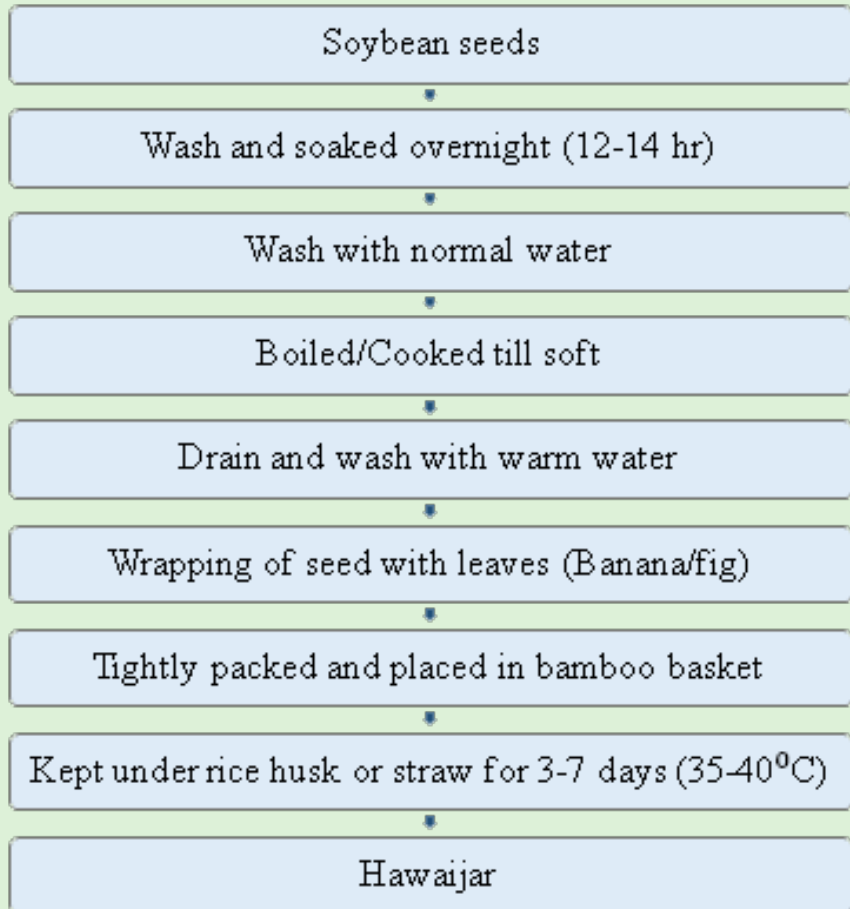 Soybean seeds
Wash and soaked overnight (12-14 hr)
Wash with normal water
Boiled/Cooked till soft
Drain and wash with warm water
Wrapping of seed with leaves (Banana/fig)
Tightly packed and placed in bamboo basket
Kept under rice husk or straw for 3-7 days (35-40⁰C)
Hawaijar